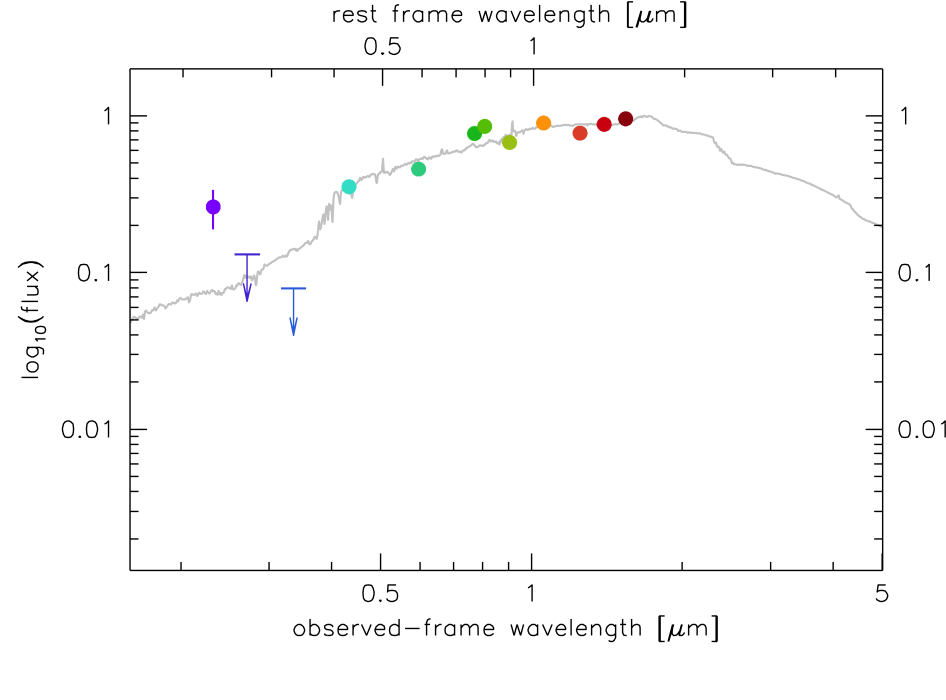 rest frame wavelength [μm]
0.5 1
1 1
0.1 0.1
0.01 0.01
log10(flux)
0.5 1 5
observed-frame wavelength [μm]